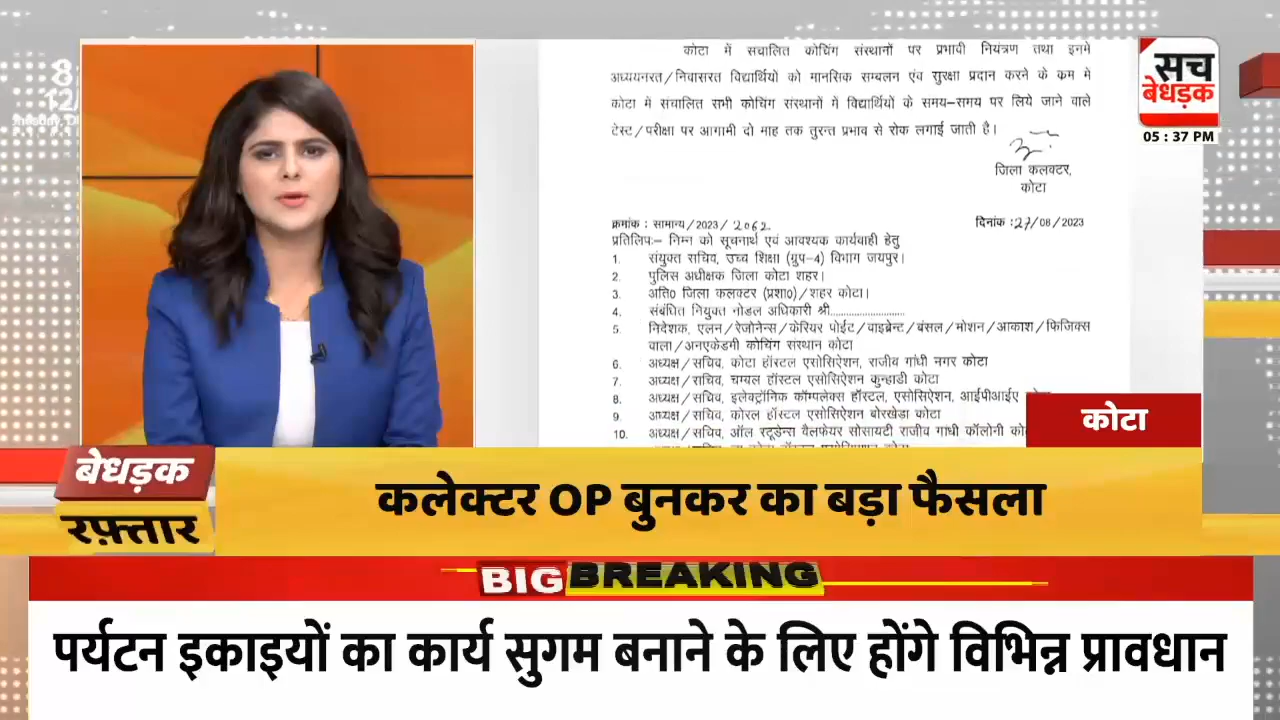 कोटा में संचालित कोचिंग संस्थानों पर प्रभावी नियंत्रण तथा इनमे
अध्ययनरत/निवासरत विद्यार्थियों को मानसिक सम्बलन एंव सुरक्षा प्रदान करने के क्रम मे
कोटा में संचालित सभी कोचिंग संस्थानों में विद्यार्थियों के समय-समय पर लिये जाने वाले
टेस्ट/परीक्षा पर आगामी दो माह तक तुरन्त प्रभाव से रोक लगाई जाती है।
जिला कलक्टर,
कोटा
क्रमांक : सामान्य/2023/2062
दिनांक :27/08/2023
प्रतिलिपः- निम्न को सूचनार्थ एवं आवश्यक कार्यवाही हेतु
1. संयुक्त सचिव, उच्च शिक्षा (ग्रुप-4) विभाग जयपुर।
2. पुलिस अधीक्षक जिला कोटा शहर।
3. अति० जिला कलक्टर (प्रशा०)/शहर कोटा।
4. संबंधित नियुक्त नोडल अधिकारी श्री..........................
5. निदेशक, एलन/रेजोनेन्स/केरियर पोईट/वाइब्रेन्ट/बंसल/मोशन/आकाश/फिजिक्स
वाला/अनएकेडमी कोचिंग संस्थान कोटा
6. अध्यक्ष/सचिव, कोटा हॉस्टल एसोसिऐशन, राजीव गांधी नगर कोटा
7. अध्यक्ष/सचिव, चम्बल हॉस्टल एसोसिऐशन कुन्हाडी कोटा
8. अध्यक्ष/सचिव, इलेक्ट्रॉनिक कॉम्पलेक्स हॉस्टल, एसोसिऐशन, आईपीआईए
9. अध्यक्ष/सचिव, कोरल हॉस्टल एसोसिऐशन बोरखेडा कोटा
10. अध्यक्ष/सचिव, ऑल स्टूडेन्स वैलफेयर सोसायटी राजीव गांधी कॉलोनी
सच
बेधड़क
05 : 37 PM
कोटा
बेधड़क
रफ़्तार
कलेक्टर OP बुनकर का बड़ा फैसला
BIG BREAKING
पर्यटन इकाइयों का कार्य सुगम बनाने के लिए होंगे विभिन्न प्रावधान